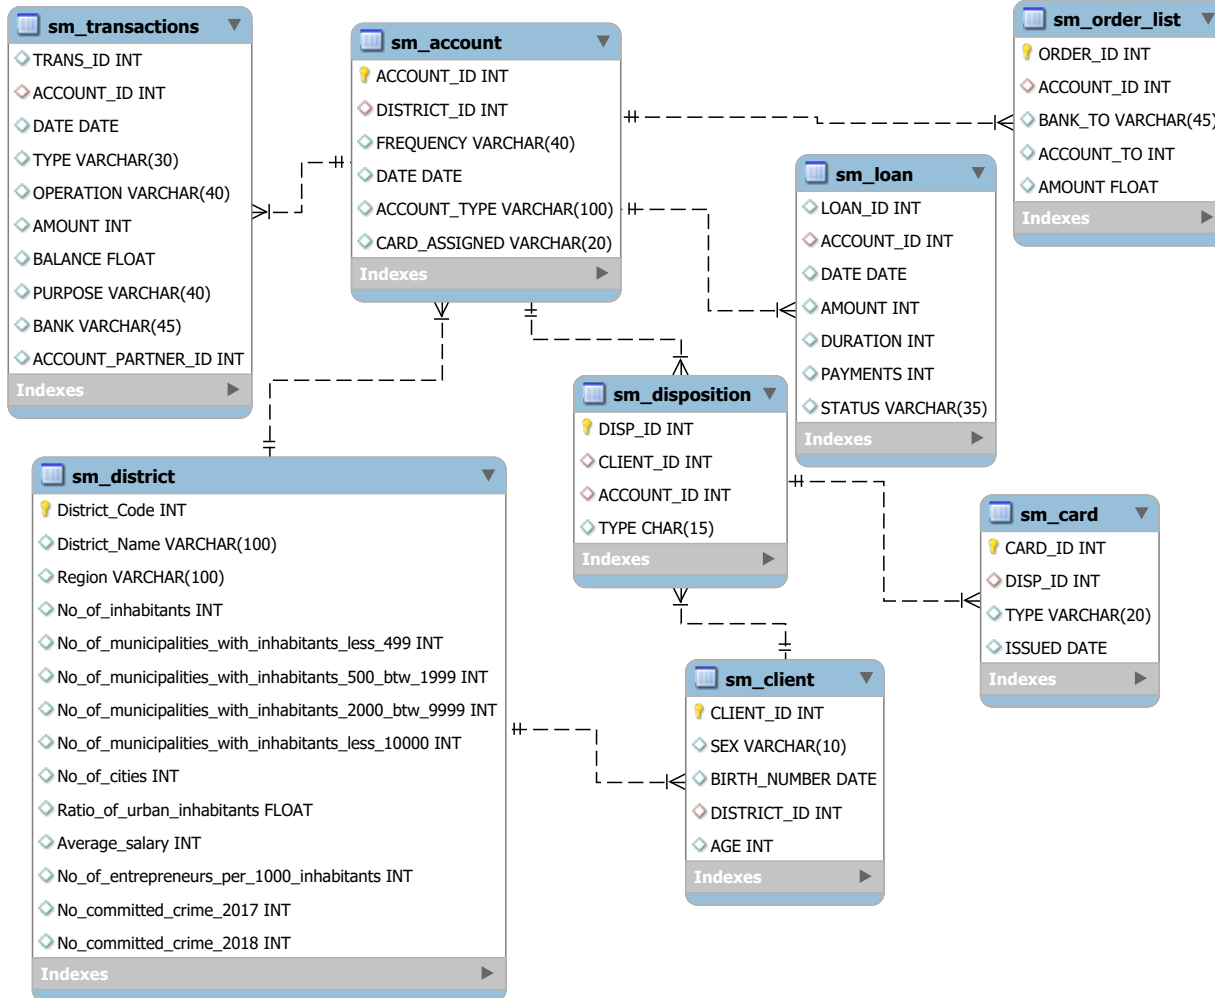 sm_transactions
TRANS_ID INT
ACCOUNT_ID INT
DATE DATE
TYPE VARCHAR(30)
OPERATION VARCHAR(40)
AMOUNT INT
BALANCE FLOAT
PURPOSE VARCHAR(40)
BANK VARCHAR(45)
ACCOUNT_PARTNER_ID INT
Indexes
sm_account
ACCOUNT_ID INT
DISTRICT_ID INT
FREQUENCY VARCHAR(40)
DATE DATE
ACCOUNT_TYPE VARCHAR(100)
CARD_ASSIGNED VARCHAR(20)
Indexes
sm_order_list
ORDER_ID INT
ACCOUNT_ID INT
BANK_TO VARCHAR(45)
ACCOUNT_TO INT
AMOUNT FLOAT
Indexes
sm_loan
LOAN_ID INT
ACCOUNT_ID INT
DATE DATE
AMOUNT INT
DURATION INT
PAYMENTS INT
STATUS VARCHAR(35)
Indexes
sm_disposition
DISP_ID INT
CLIENT_ID INT
ACCOUNT_ID INT
TYPE CHAR(15)
Indexes
sm_district
District_Code INT
District_Name VARCHAR(100)
Region VARCHAR(100)
No_of_inhabitants INT
No_of_municipalities_with_inhabitants_less_499 INT
No_of_municipalities_with_inhabitants_500_btw_1999 INT
No_of_municipalities_with_inhabitants_2000_btw_9999 INT
No_of_municipalities_with_inhabitants_less_10000 INT
No_of_cities INT
Ratio_of_urban_inhabitants FLOAT
Average_salary INT
No_of_entrepreneurs_per_1000_inhabitants INT
No_committed_crime_2017 INT
No_committed_crime_2018 INT
Indexes
sm_card
CARD_ID INT
DISP_ID INT
TYPE VARCHAR(20)
ISSUED DATE
Indexes
sm_client
CLIENT_ID INT
SEX VARCHAR(10)
BIRTH_NUMBER DATE
DISTRICT_ID INT
AGE INT
Indexes